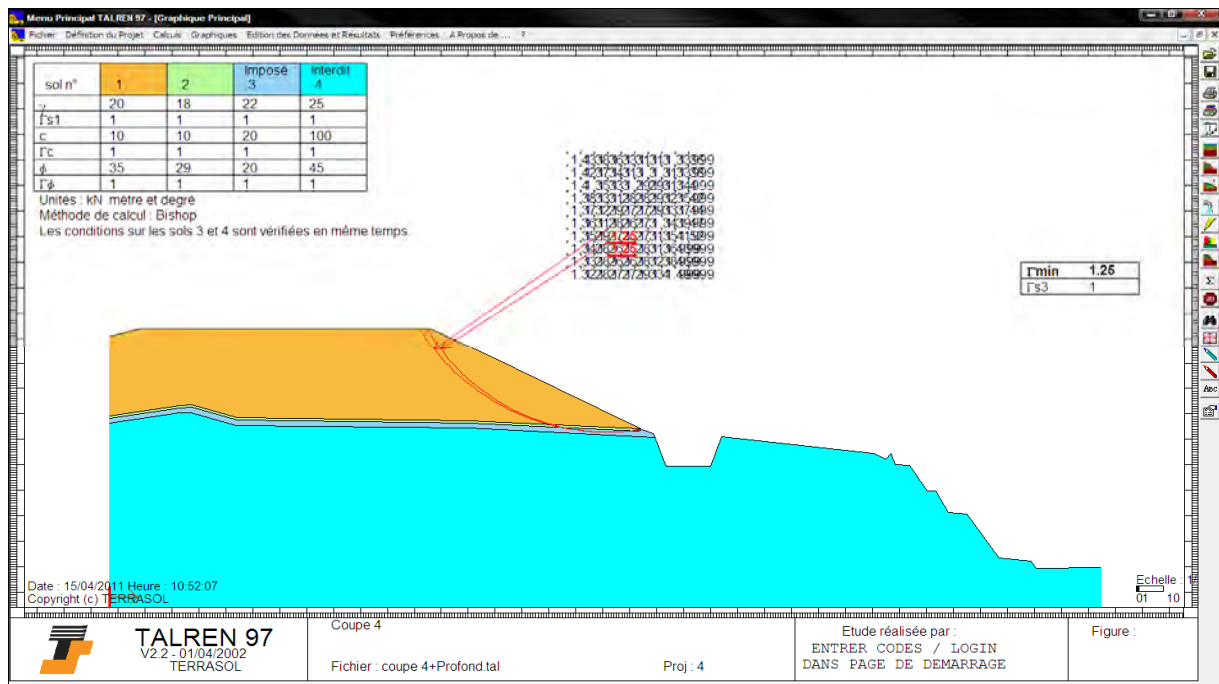 Menu Principal TALREN 97 - [Graphique Principal]
Fichier Définition du Projet Calculs Graphiques Edition des Données et Résultats Préférences A Propos de ... ?
sol n° 1 2 Imposé 3 Interdit 4
γ 20 18 22 25
Γs1 1 1 1 1
c 10 10 20 100
Γc 1 1 1 1
ϕ 35 29 20 45
Γϕ 1 1 1 1
Unités : kN mètre et degré
Méthode de calcul : Bishop
Les conditions sur les sols 3 et 4 sont vérifiées en même temps.
Γmin 1.25
Γs3 1
Date : 15/04/2011 Heure : 10:52:07
Copyright (c) TERRASOL
Echelle :
01 10
Abc
TALREN 97
V2.2 - 01/04/2002
TERRASOL
Coupe 4
Fichier : coupe 4+Profond.tal
Proj : 4
Etude réalisée par :
ENTRER CODES / LOGIN
DANS PAGE DE DEMARRAGE
Figure :